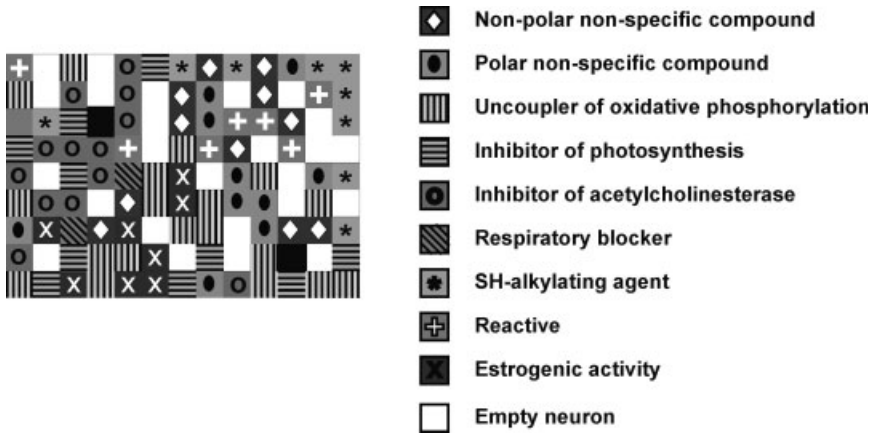 Non-polar non-specific compound
Polar non-specific compound
Uncoupler of oxidative phosphorylation
Inhibitor of photosynthesis
Inhibitor of acetylcholinesterase
Respiratory blocker
SH-alkylating agent
Reactive
Estrogenic activity
Empty neuron